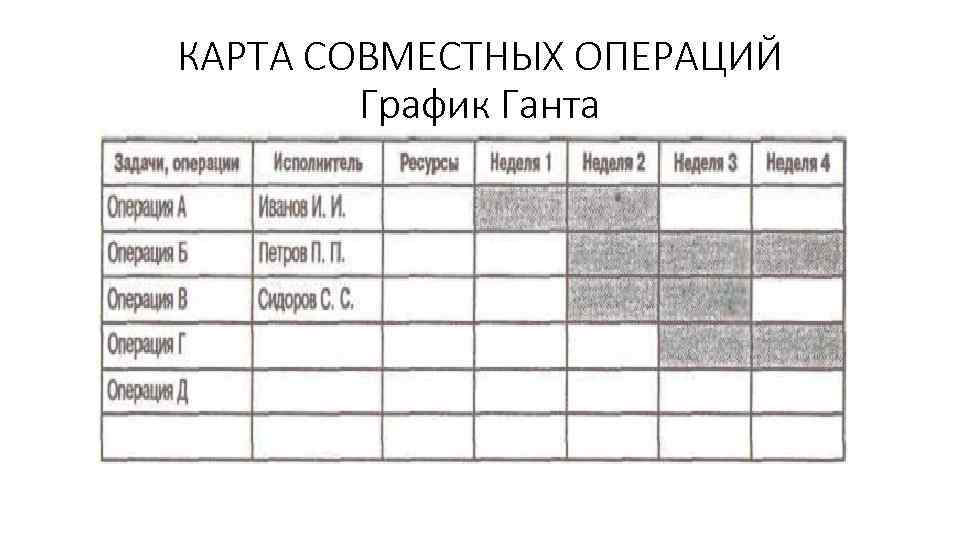 КАРТА СОВМЕСТНЫХ ОПЕРАЦИЙ
График Ганта
Задачи, операции Исполнитель Ресурсы Неделя 1 Неделя 2 Неделя 3 Неделя 4
Операция А Иванов И. И.
Операция Б Петров П. П.
Операция В Сидоров С. С.
Операция Г
Операция Д